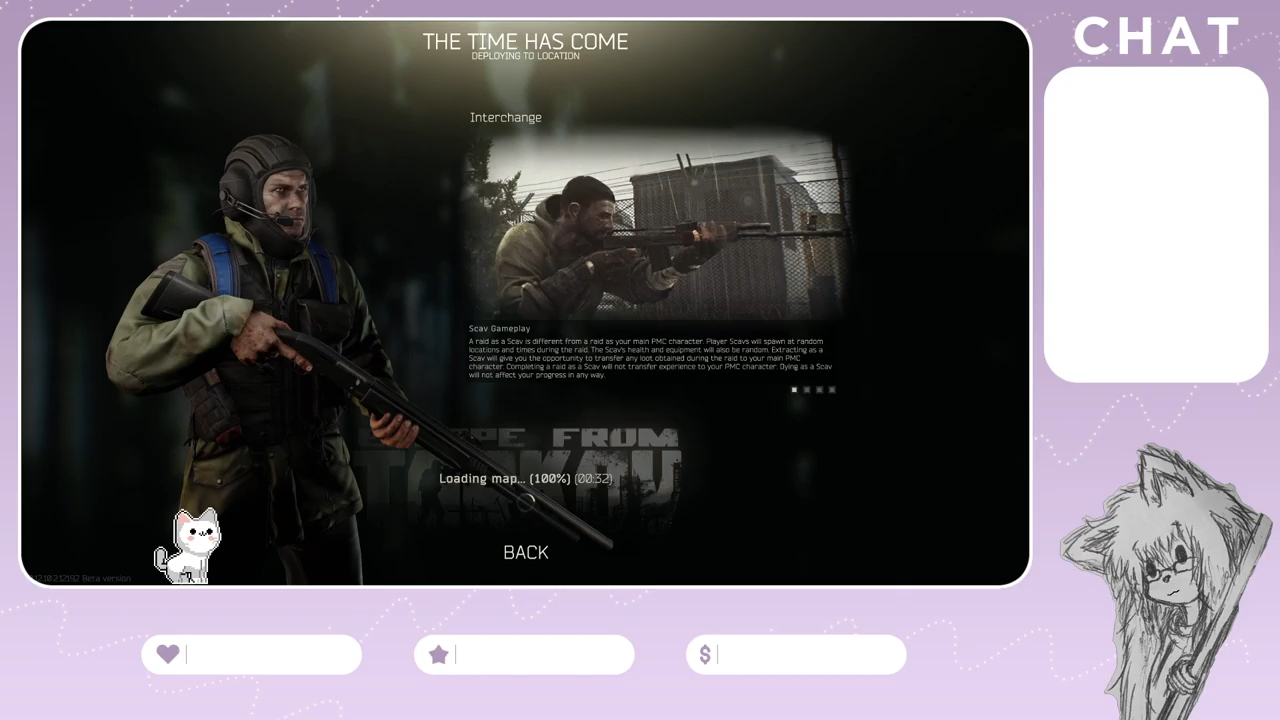 CHAT
THE TIME HAS COME
DEPLOYING TO LOCATION
Interchange
Scav Gameplay
A raid as a Scav is different from a raid as your main PMC character. Player Scavs will spawn at random
locations and times during the raid. The Scav's health and equipment will also be random. Extracting as a
Scav will give you the opportunity to transfer any loot obtained during the raid to your main PMC
character. Completing a raid as a Scav will not transfer experience to your PMC character. Dying as a Scav
will not affect your progress in any way.
FROM
Loading map... (100%) (00:32)
BACK
Beta version
$